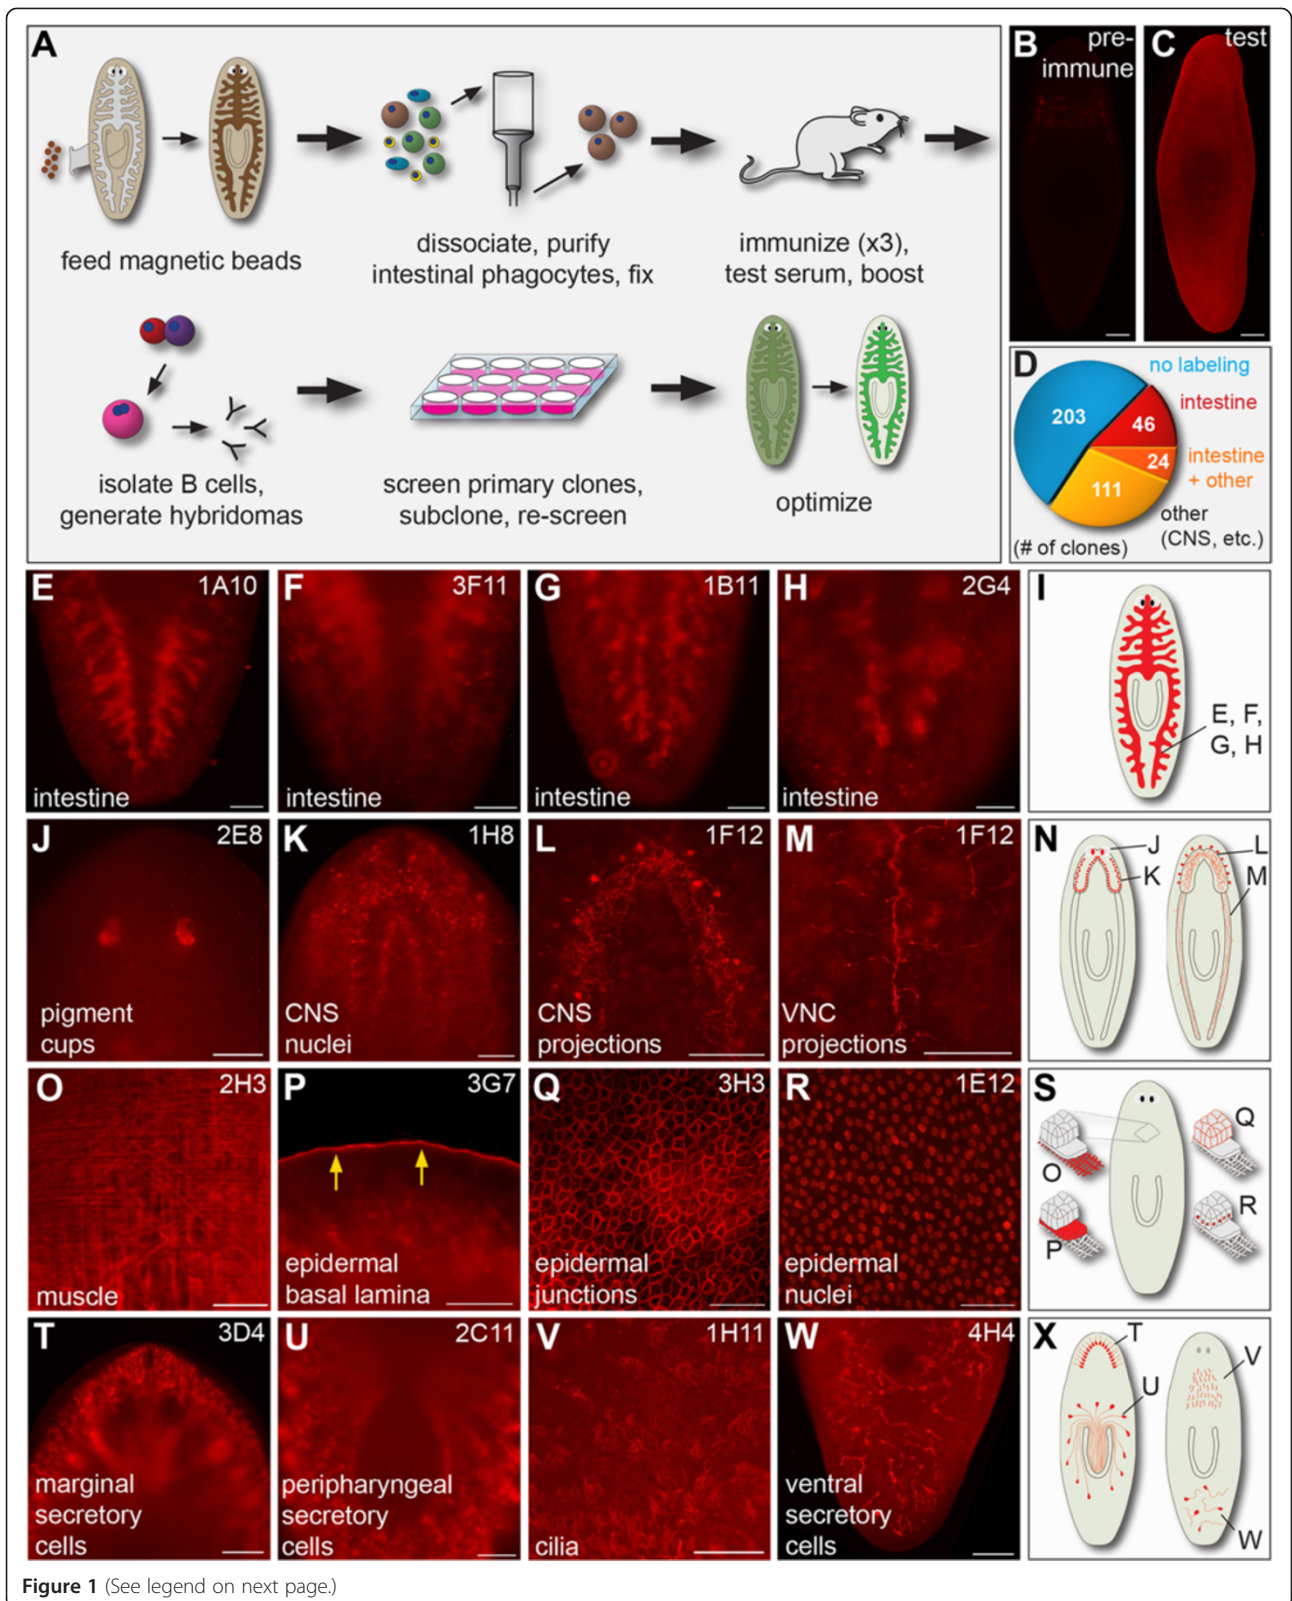 A
feed magnetic beads
dissociate, purify
intestinal phagocytes, fix
immunize (x3),
test serum, boost
isolate B cells,
generate hybridomas
screen primary clones,
subclone, re-screen
optimize
B
pre-
immune
C
test
D
no labeling
203
46
intestine
24
intestine
+ other
111
other
(CNS, etc.)
(# of clones)
E
1A10
intestine
F
3F11
intestine
G
1B11
intestine
H
2G4
intestine
I
E, F,
G, H
J
2E8
pigment
cups
K
1H8
CNS
nuclei
L
1F12
CNS
projections
M
1F12
VNC
projections
N
J
K
L
M
O
2H3
muscle
P
3G7
epidermal
basal lamina
Q
3H3
epidermal
junctions
R
1E12
epidermal
nuclei
S
O
P
Q
R
T
3D4
marginal
secretory
cells
U
2C11
peripharyngeal
secretory
cells
V
1H11
cilia
W
4H4
ventral
secretory
cells
X
T
U
V
W
Figure 1 (See legend on next page.)